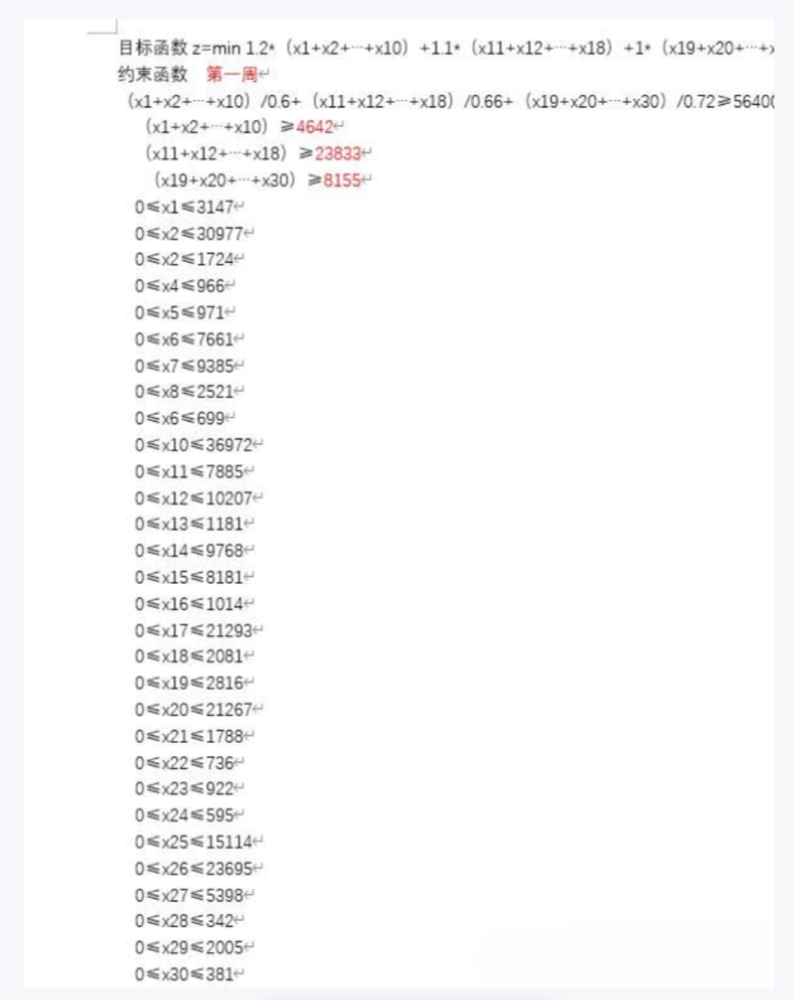 目标函数 z=min 1.2*（x1+x2+…+x10）+1.1*（x11+x12+…+x18）+1*（x19+x20+…+x
约束函数 第一周↵
（x1+x2+…+x10）/0.6+（x11+x12+…+x18）/0.66+（x19+x20+…+x30）/0.72≥56400
（x1+x2+…+x10）≥4642↵
（x11+x12+…+x18）≥23833↵
（x19+x20+…+x30）≥8155↵
0≤x1≤3147↵
0≤x2≤30977↵
0≤x2≤1724↵
0≤x4≤966↵
0≤x5≤971↵
0≤x6≤7661↵
0≤x7≤9385↵
0≤x8≤2521↵
0≤x6≤699↵
0≤x10≤36972↵
0≤x11≤7885↵
0≤x12≤10207↵
0≤x13≤1181↵
0≤x14≤9768↵
0≤x15≤8181↵
0≤x16≤1014↵
0≤x17≤21293↵
0≤x18≤2081↵
0≤x19≤2816↵
0≤x20≤21267↵
0≤x21≤1788↵
0≤x22≤736↵
0≤x23≤922↵
0≤x24≤595↵
0≤x25≤15114↵
0≤x26≤23695↵
0≤x27≤5398↵
0≤x28≤342↵
0≤x29≤2005↵
0≤x30≤381↵